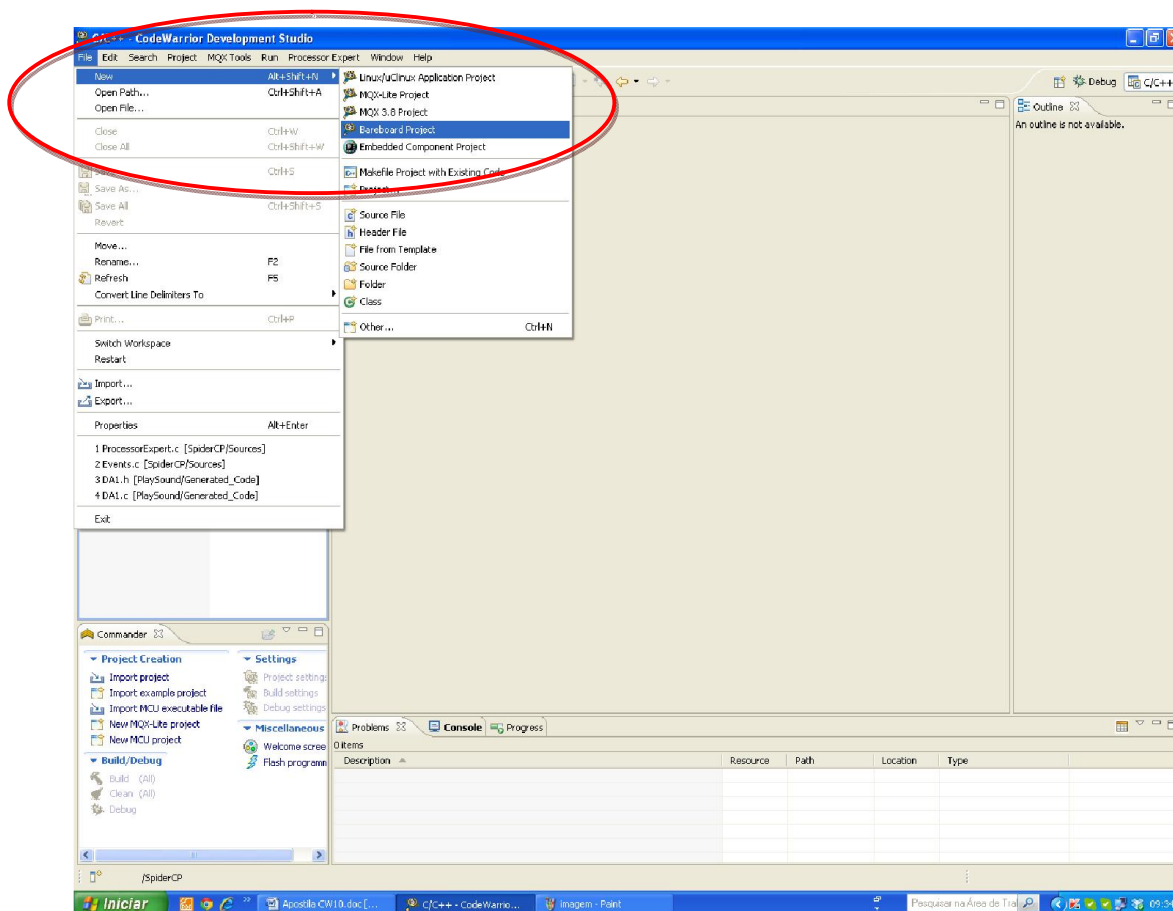 C/C++ - CodeWarrior Development Studio
File Edit Search Project MQX Tools Run Processor Expert Window Help
New Alt+Shift+N
Open Path... Ctrl+Shift+A
Open File...
Close Ctrl+W
Close All Ctrl+Shift+W
Save Ctrl+S
Save As...
Save All Ctrl+Shift+S
Revert
Move...
Rename... F2
Refresh F5
Convert Line Delimiters To
Print... Ctrl+P
Switch Workspace
Restart
Import...
Export...
Properties Alt+Enter
1 ProcessorExpert.c [SpiderCP/Sources]
2 Events.c [SpiderCP/Sources]
3 DA1.h [PlaySound/Generated_Code]
4 DA1.c [PlaySound/Generated_Code]
Exit
Linux/uClinux Application Project
MQX-Lite Project
MQX 3.8 Project
Bareboard Project
Embedded Component Project
Makefile Project with Existing Code
Project...
Source File
Header File
File from Template
Source Folder
Folder
Class
Other... Ctrl+N
Debug C/C++
Outline
An outline is not available.
Commander
Project Creation
Import project
Import example project
Import MCU executable file
New MQX-Lite project
New MCU project
Build/Debug
Build (All)
Clean (All)
Debug
Settings
Project settings
Build settings
Debug settings
Miscellaneous
Welcome scree
Flash programm
Problems Console Progress
0 items
Description Resource Path Location Type
/SpiderCP
Iniciar Apostila CW10.doc [... C/C++ - CodeWarrio... imagem - Paint Pesquisar na Área de Tra 09:34